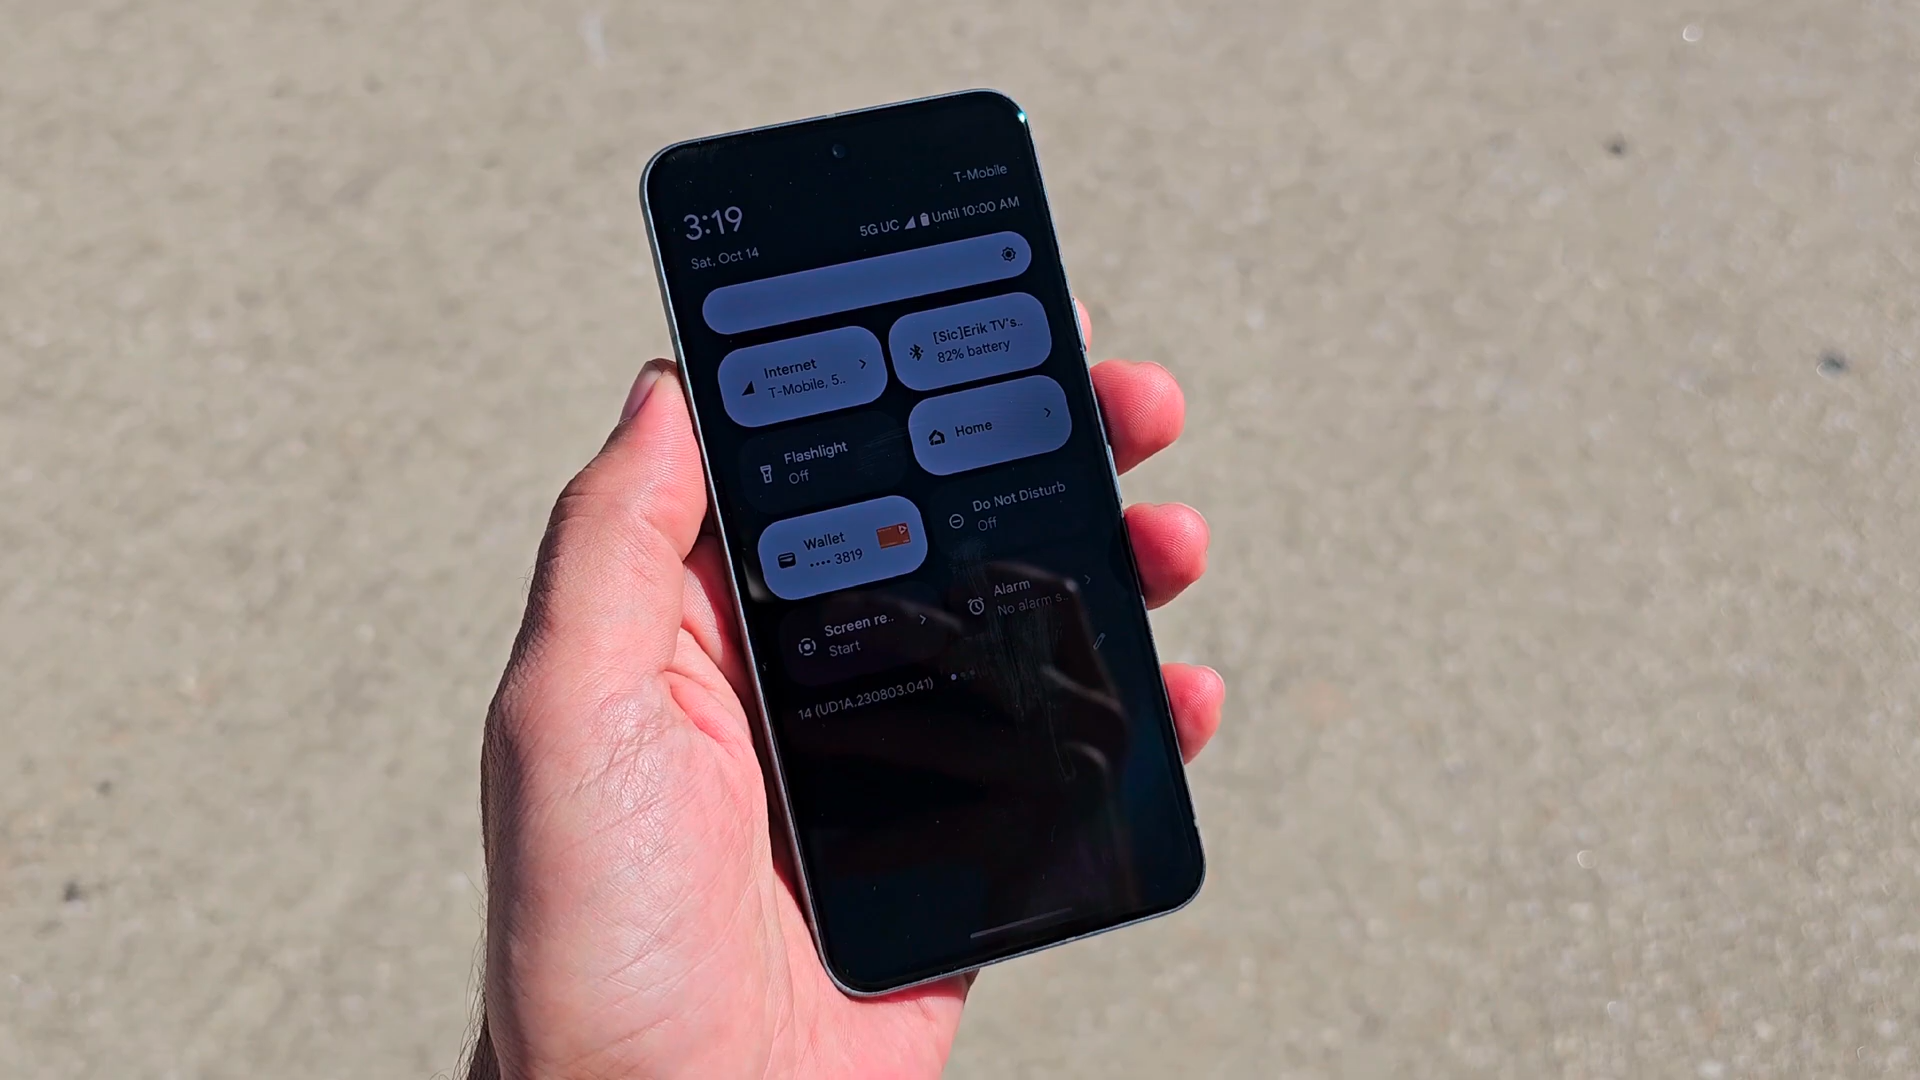 T-Mobile
3:19
5G UC Until 10:00 AM
Sat, Oct 14
Internet
T-Mobile, 5..
[Sic]Erik TV's..
82% battery
Flashlight
Off
Home
Wallet
•••• 3819
Do Not Disturb
Off
Screen re..
Start
Alarm
No alarm s..
14 (UD1A.230803.041)